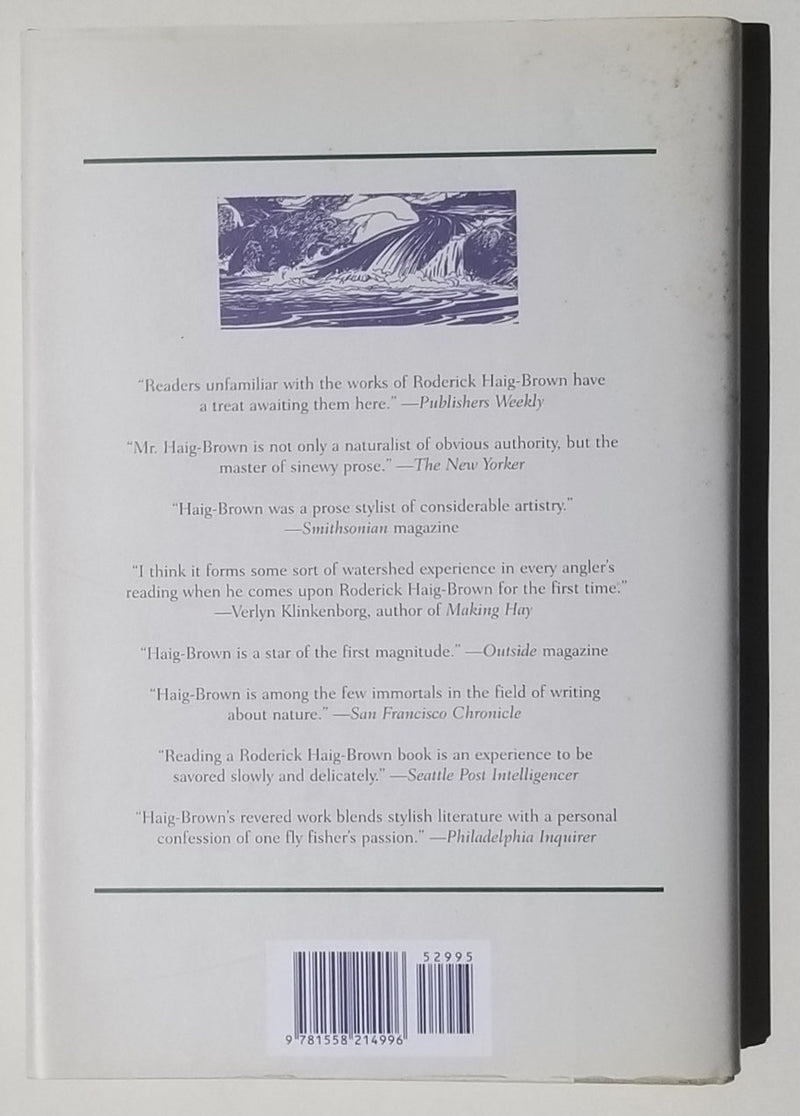 “Readers unfamiliar with the works of Roderick Haig-Brown have
a treat awaiting them here.” —Publishers Weekly
“Mr. Haig-Brown is not only a naturalist of obvious authority, but the
master of sinewy prose.” —The New Yorker
“Haig-Brown was a prose stylist of considerable artistry.”
—Smithsonian magazine
“I think it forms some sort of watershed experience in every angler’s
reading when he comes upon Roderick Haig-Brown for the first time.”
—Verlyn Klinkenborg, author of Making Hay
“Haig-Brown is a star of the first magnitude.” —Outside magazine
“Haig-Brown is among the few immortals in the field of writing
about nature.” —San Francisco Chronicle
“Reading a Roderick Haig-Brown book is an experience to be
savored slowly and delicately.” —Seattle Post Intelligencer
“Haig-Brown’s revered work blends stylish literature with a personal
confession of one fly fisher’s passion.” —Philadelphia Inquirer
52995
9 781558 214996